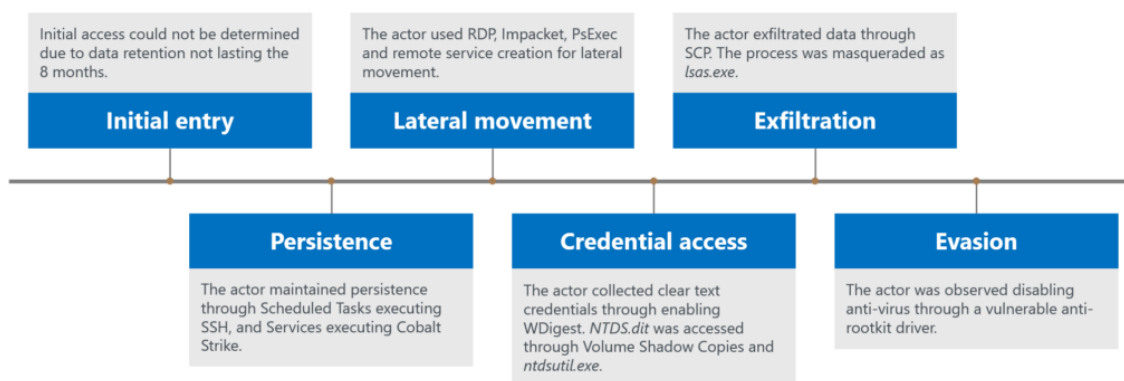 Initial access could not be determined
due to data retention not lasting the
8 months.
Initial entry
The actor used RDP, Impacket, PsExec
and remote service creation for lateral
movement.
Lateral movement
The actor exfiltrated data through
SCP. The process was masqueraded as
lsas.exe.
Exfiltration
Persistence
The actor maintained persistence
through Scheduled Tasks executing
SSH, and Services executing Cobalt
Strike.
Credential access
The actor collected clear text
credentials through enabling
WDigest. NTDS.dit was accessed
through Volume Shadow Copies and
ntdsutil.exe.
Evasion
The actor was observed disabling
anti-virus through a vulnerable anti-
rootkit driver.